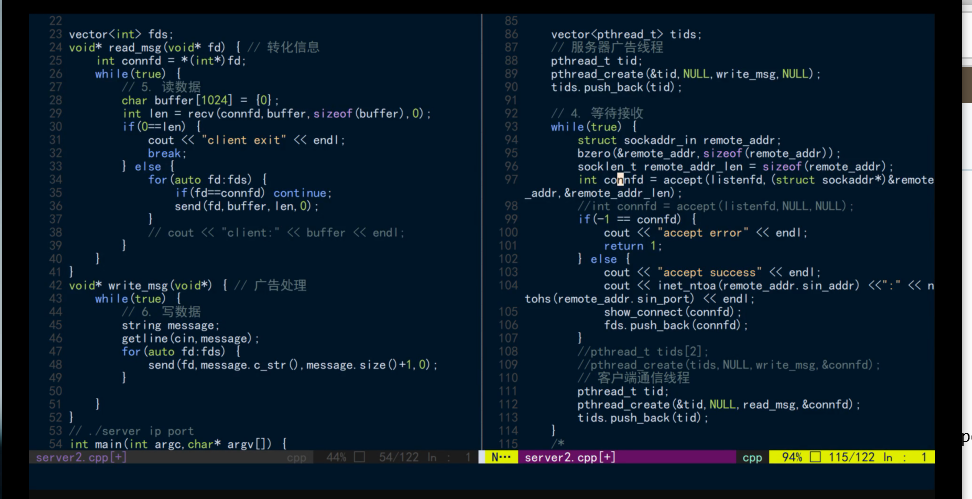 22
23 vector<int> fds;
24 void* read_msg(void* fd) { // 转化信息
25     int connfd = *(int*)fd;
26     while(true) {
27         // 5. 读数据
28         char buffer[1024] = {0};
29         int len = recv(connfd,buffer,sizeof(buffer),0);
30         if(0==len) {
31             cout << "client exit" << endl;
32             break;
33         } else {
34             for(auto fd:fds) {
35                 if(fd==connfd) continue;
36                 send(fd,buffer,len,0);
37             }
38             // cout << "client:" << buffer << endl;
39         }
40     }
41 }
42 void* write_msg(void*) { // 广告处理
43     while(true) {
44         // 6. 写数据
45         string message;
46         getline(cin,message);
47         for(auto fd:fds) {
48             send(fd,message.c_str(),message.size()+1,0);
49         }
50
51     }
52 }
53 // ./server ip port
54 int main(int argc,char* argv[]) {
server2.cpp[+] cpp 44% 54/122 ln : 1
85
86     vector<pthread_t> tids;
87     // 服务器广告线程
88     pthread_t tid;
89     pthread_create(&tid,NULL,write_msg,NULL);
90     tids.push_back(tid);
91
92     // 4. 等待接收
93     while(true) {
94         struct sockaddr_in remote_addr;
95         bzero(&remote_addr,sizeof(remote_addr));
96         socklen_t remote_addr_len = sizeof(remote_addr);
97         int connfd = accept(listenfd,(struct sockaddr*)&remote
_addr,&remote_addr_len);
98         //int connfd = accept(listenfd,NULL,NULL);
99         if(-1 == connfd) {
100             cout << "accept error" << endl;
101             return 1;
102         } else {
103             cout << "accept success" << endl;
104             cout << inet_ntoa(remote_addr.sin_addr) <<":" << n
tohs(remote_addr.sin_port) << endl;
105             show_connect(connfd);
106             fds.push_back(connfd);
107         }
108         //pthread_t tids[2];
109         //pthread_create(tids,NULL,write_msg,&connfd);
110         // 客户端通信线程
111         pthread_t tid;
112         pthread_create(&tid,NULL,read_msg,&connfd);
113         tids.push_back(tid);
114     }
115     /*
N… server2.cpp[+] cpp 94% 115/122 ln : 1